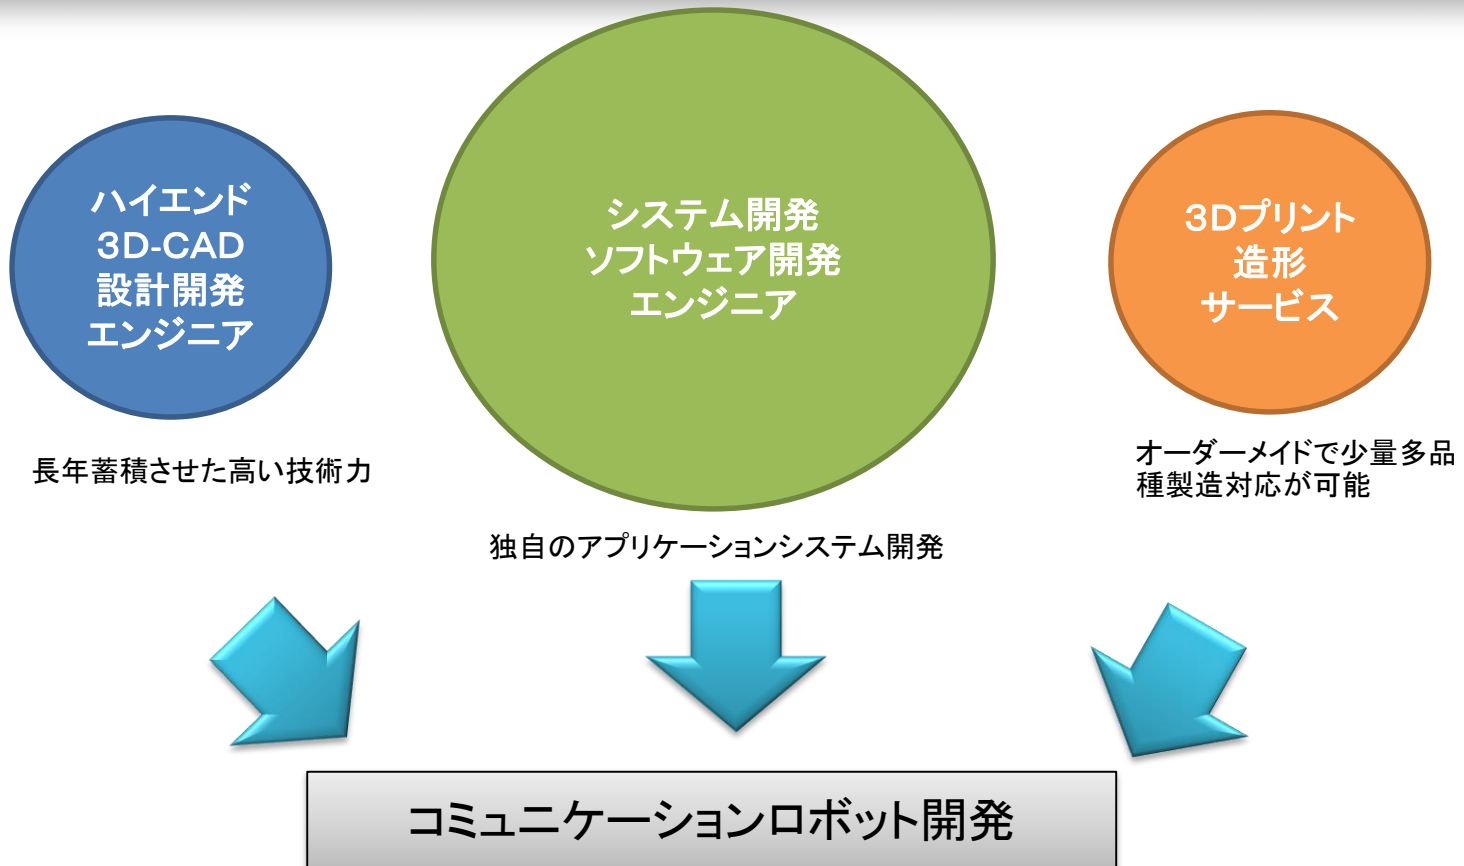 ハイエンド
3D-CAD
設計開発
エンジニア
長年蓄積させた高い技術力
システム開発
ソフトウェア開発
エンジニア
独自のアプリケーションシステム開発
3Dプリント
造形
サービス
オーダーメイドで少量多品
種製造対応が可能
コミュニケーションロボット開発